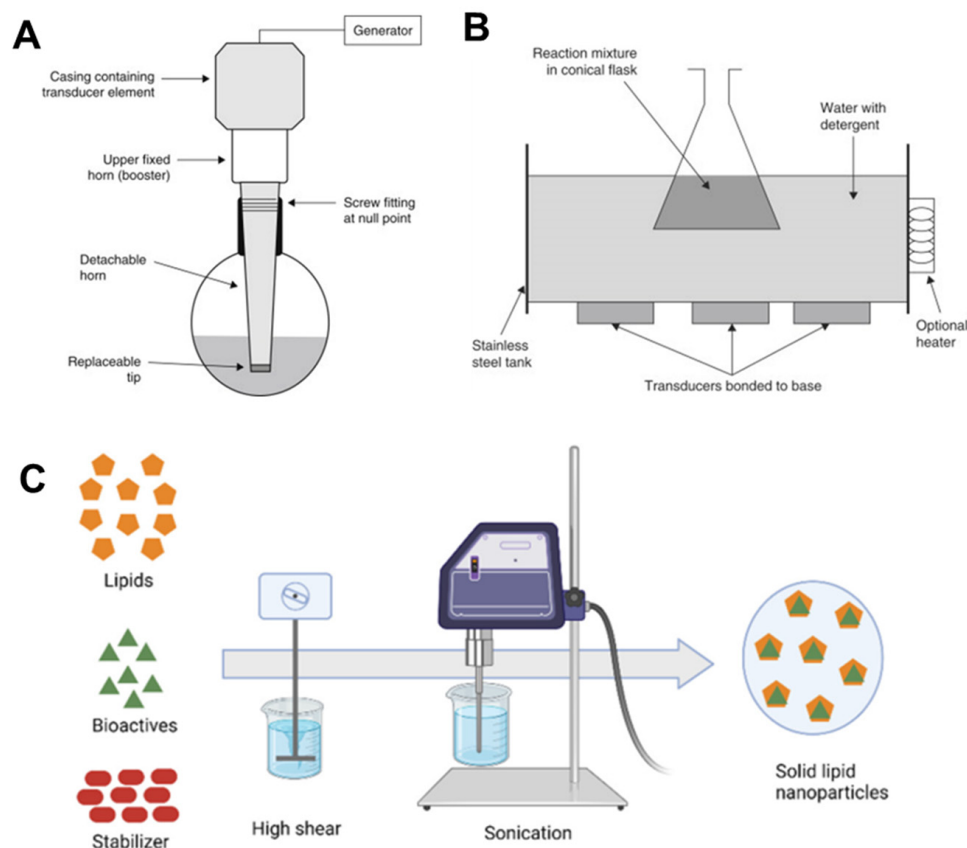 A
Generator
Casing containing
transducer element
Upper fixed
horn (booster)
Screw fitting
at null point
Detachable
horn
Replaceable
tip
B
Reaction mixture
in conical flask
Water with
detergent
Stainless
steel tank
Optional
heater
Transducers bonded to base
C
Lipids
Bioactives
Stabilizer
High shear
Sonication
Solid lipid
nanoparticles